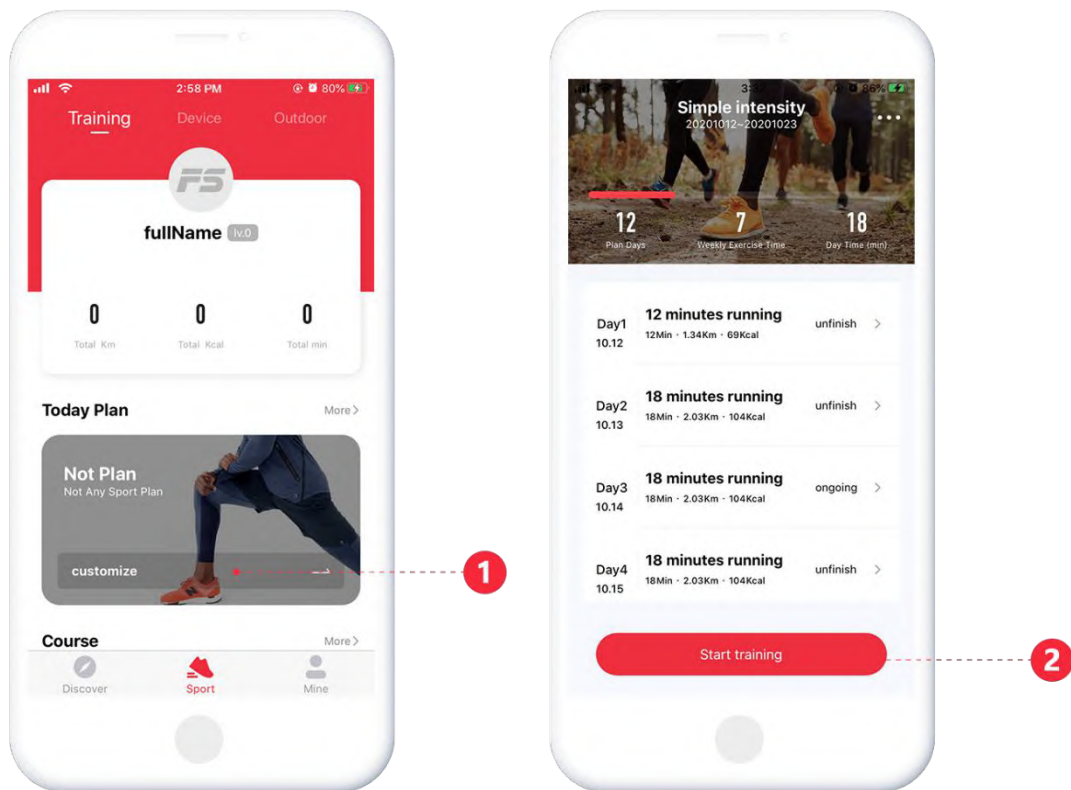 2:58 PM
80%
Training
Device
Outdoor
FS
fullName
lv.0
0
0
0
Total Km
Total Kcal
Total min
Today Plan
More >
Not Plan
Not Any Sport Plan
customize
Course
More >
Discover
Sport
Mine
1
86%
Simple intensity
20201012~20201023
12
7
18
Plan Days
Weekly Exercise Time
Day Time (min)
Day1
10.12
12 minutes running
12Min · 1.34Km · 69Kcal
unfinish >
Day2
10.13
18 minutes running
18Min · 2.03Km · 104Kcal
unfinish >
Day3
10.14
18 minutes running
18Min · 2.03Km · 104Kcal
ongoing >
Day4
10.15
18 minutes running
18Min · 2.03Km · 104Kcal
unfinish >
Start training
2